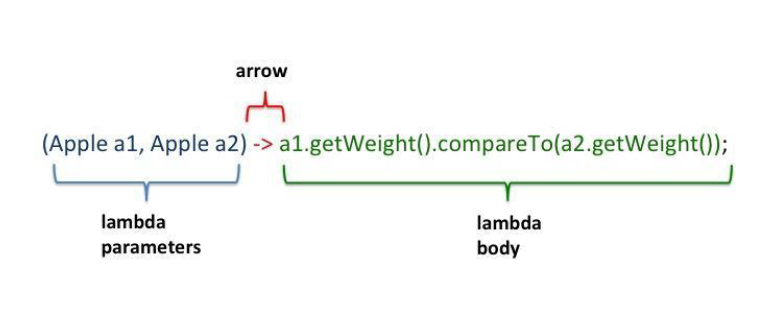 arrow
(Apple a1, Apple a2) -> a1.getWeight().compareTo(a2.getWeight());
lambda
parameters
lambda
body